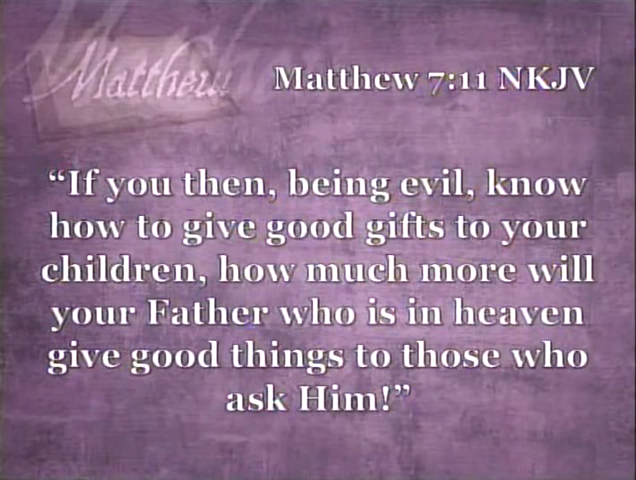 Matthew
Matthew 7:11 NKJV
“If you then, being evil, know
how to give good gifts to your
children, how much more will
your Father who is in heaven
give good things to those who
ask Him!”